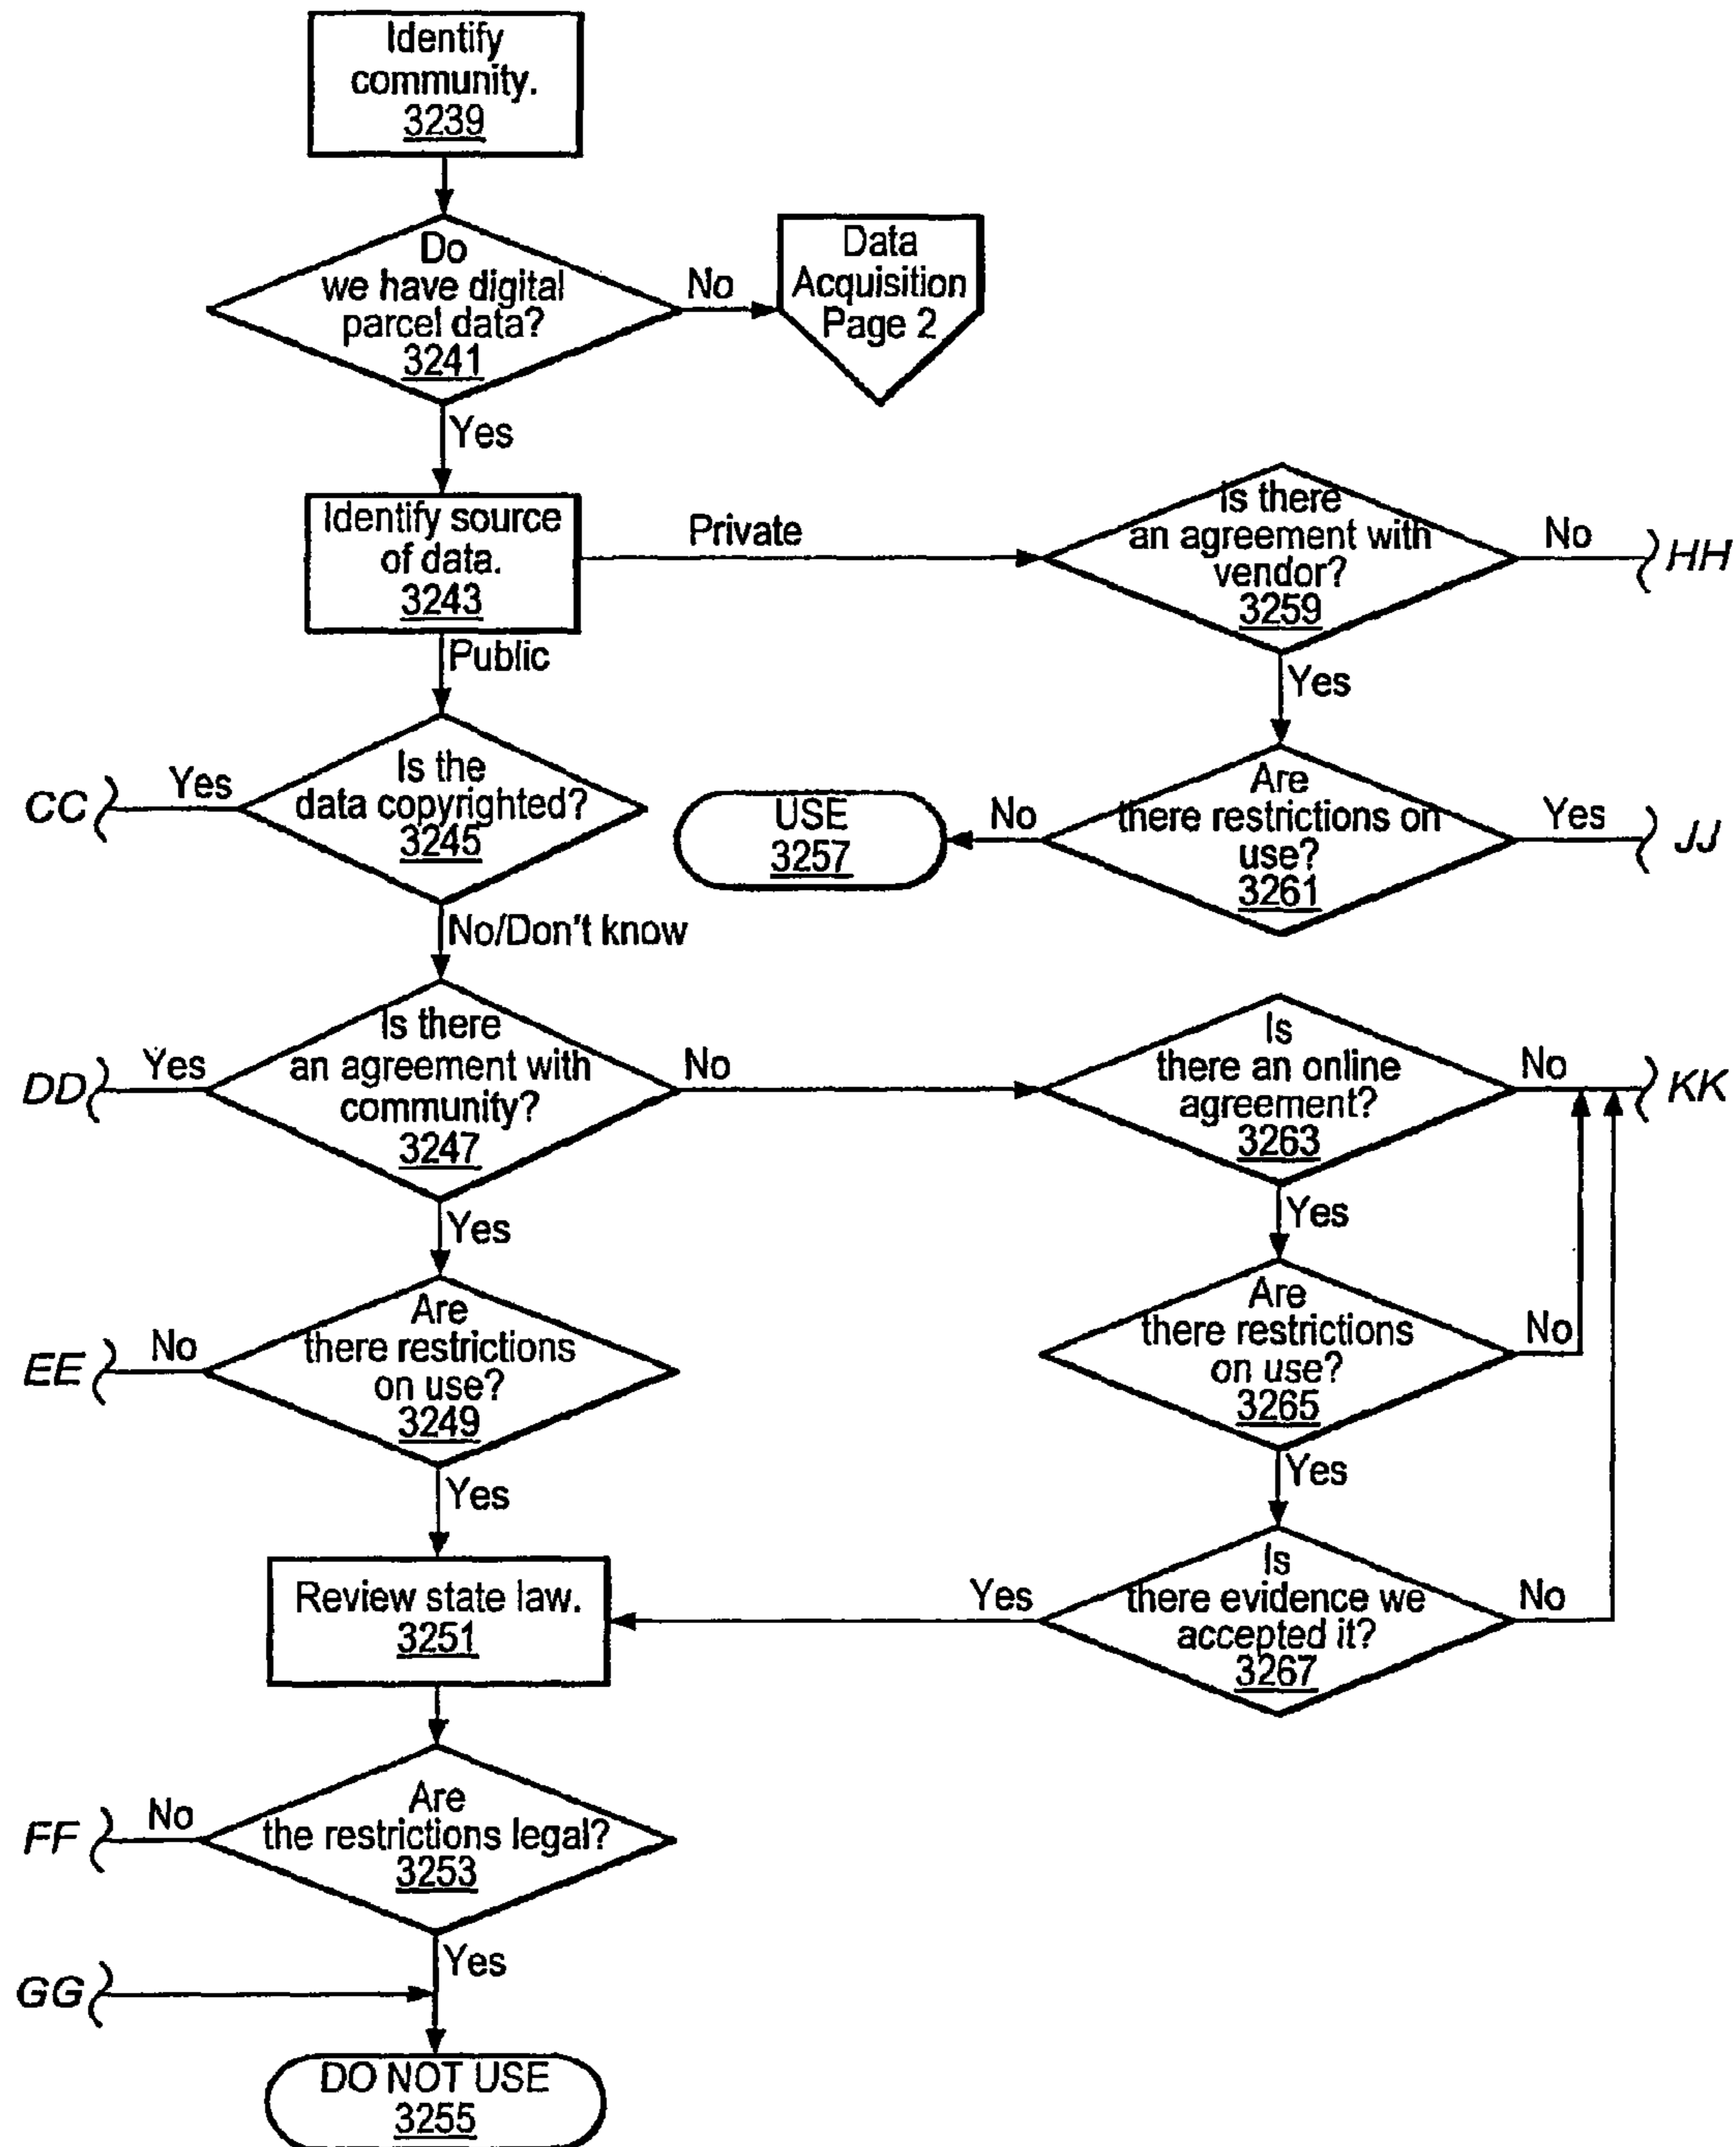 Identify
community.
3239
Do
we have digital
parcel data?
3241
No
Data
Acquisition
Page 2
Yes
Identify source
of data.
3243
Private
Is there
an agreement with
vendor?
3259
No
HH
Public
Yes
Is the
data copyrighted?
3245
Yes
CC
USE
3257
No
Are
there restrictions on
use?
3261
Yes
JJ
No/Don't know
Is there
an agreement with
community?
3247
Yes
DD
No
Is
there an online
agreement?
3263
No
KK
Yes
Yes
Are
there restrictions
on use?
3249
No
EE
Are
there restrictions
on use?
3265
No
Yes
Yes
Review state law.
3251
Yes
Is
there evidence we
accepted it?
3267
No
Are
the restrictions legal?
3253
No
FF
Yes
GG
DO NOT USE
3255